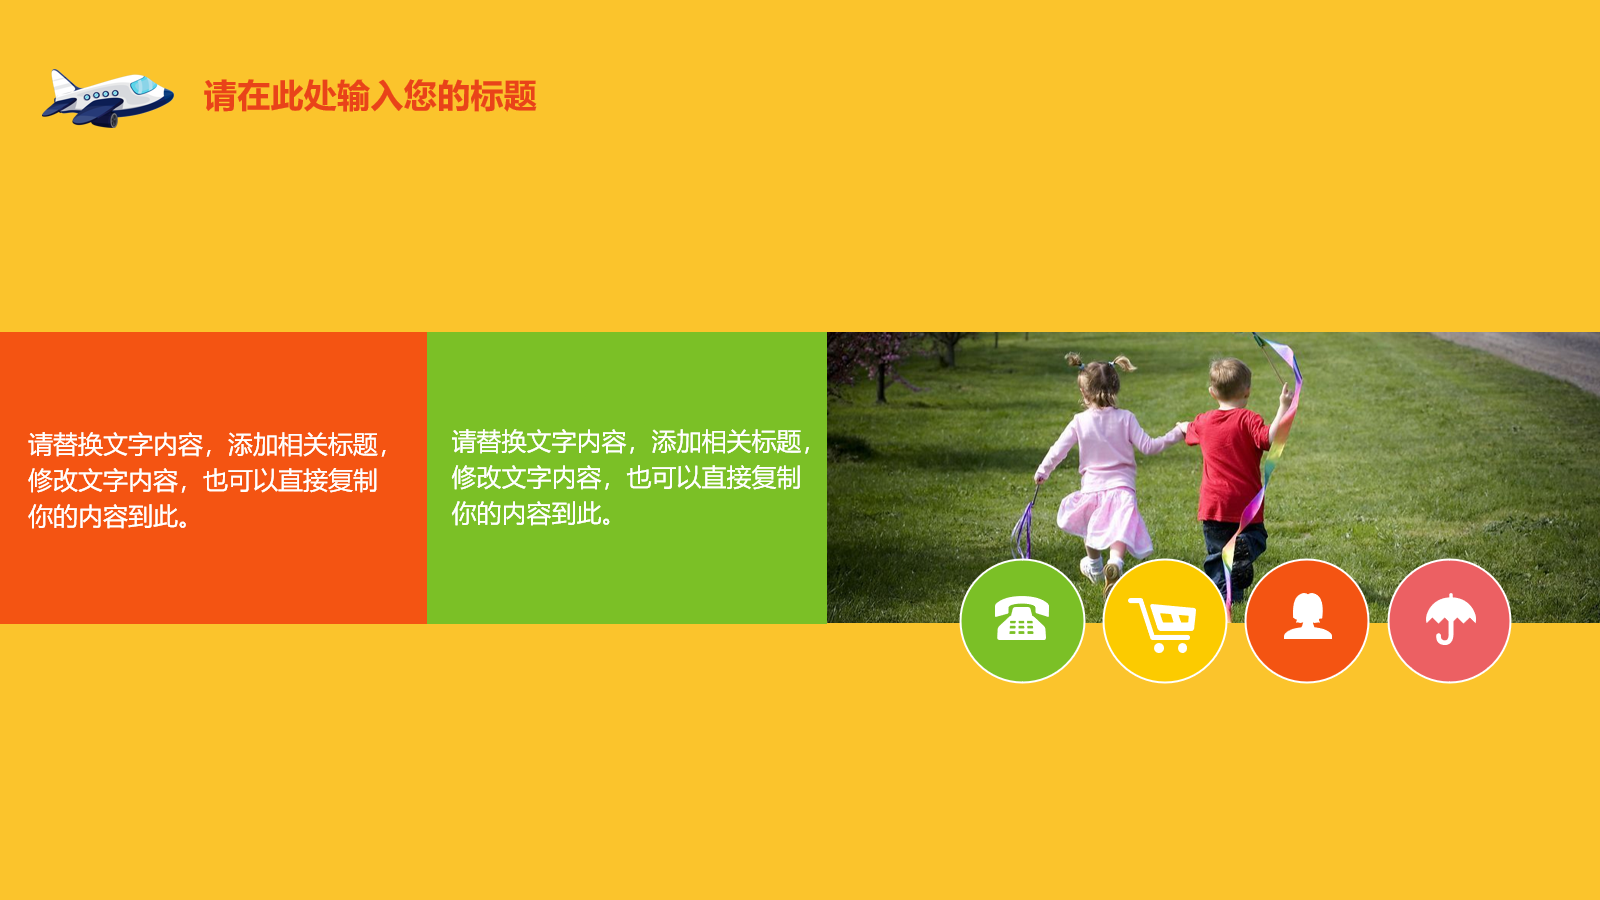 请在此处输入您的标题
请替换文字内容，添加相关标题，
修改文字内容，也可以直接复制
你的内容到此。
请替换文字内容，添加相关标题，
修改文字内容，也可以直接复制
你的内容到此。